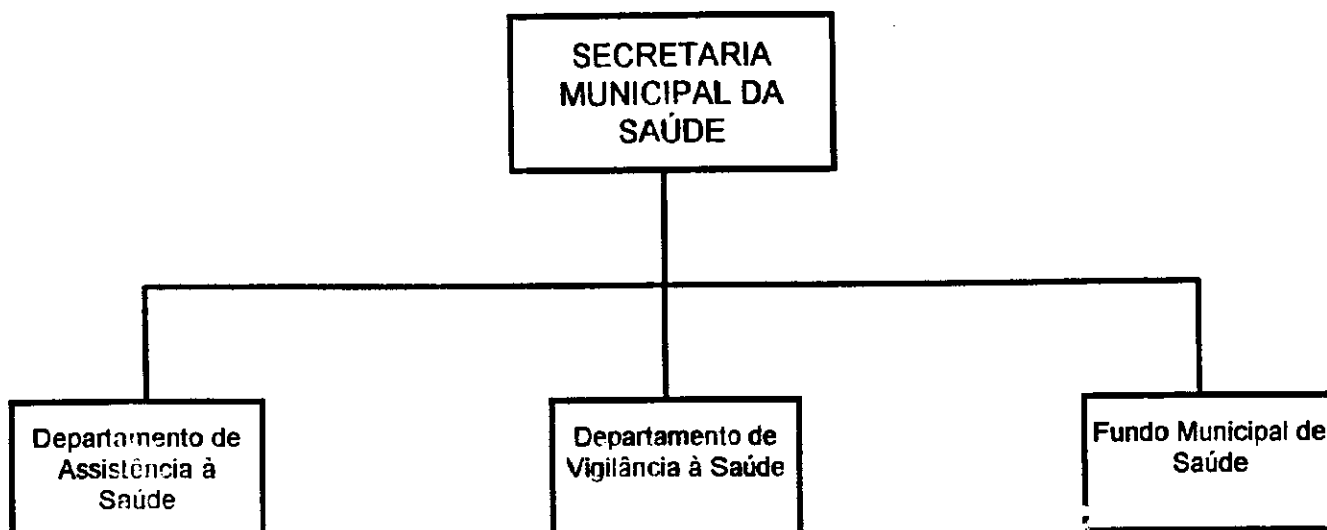 SECRETARIA
MUNICIPAL DA
SAÚDE
Departamento de
Assistência à
Saúde
Departamento de
Vigilância à Saúde
Fundo Municipal de
Saúde